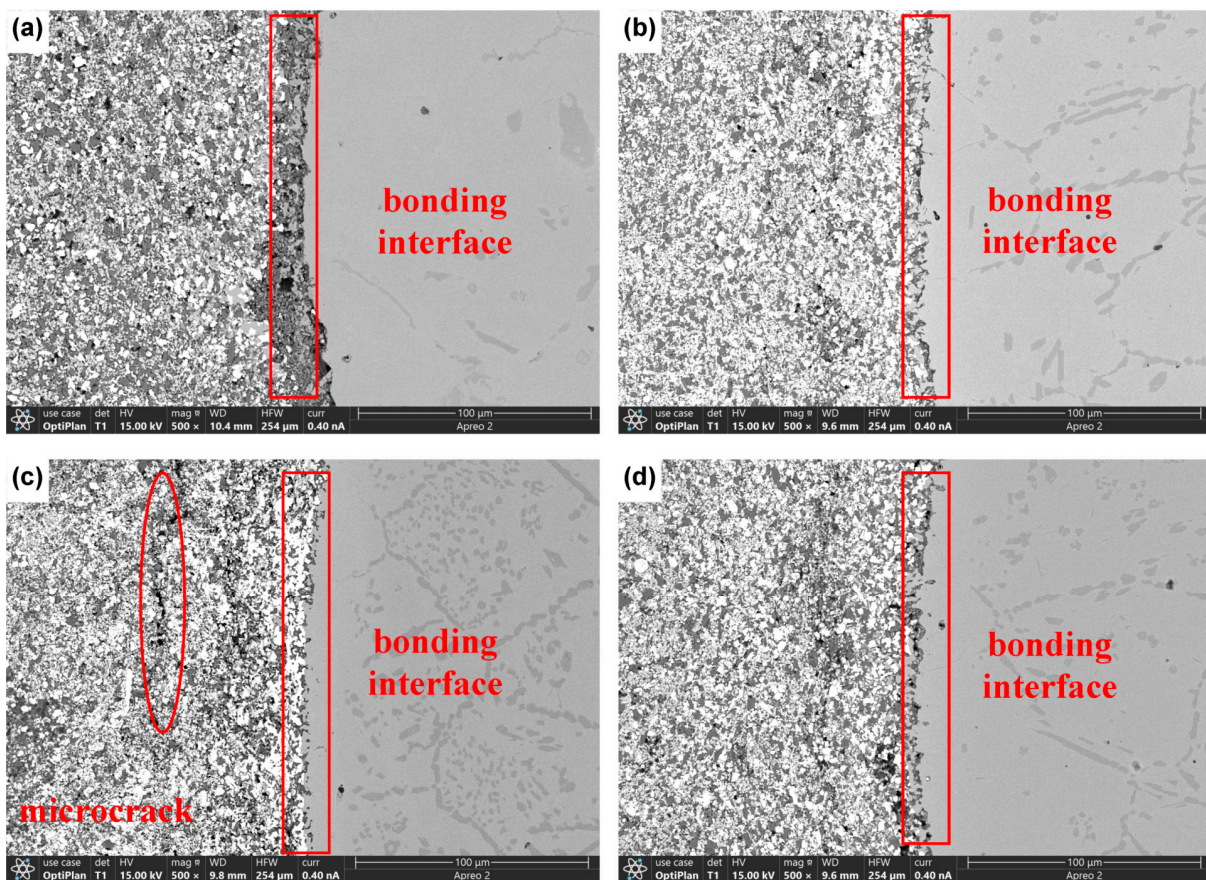 (a)
bonding
interface
use case det HV mag WD HFW curr
OptiPlan T1 15.00 kV 500 × 10.4 mm 254 µm 0.40 nA
100 µm
Apreo 2
(b)
bonding
interface
use case det HV mag WD HFW curr
OptiPlan T1 15.00 kV 500 × 9.6 mm 254 µm 0.40 nA
100 µm
Apreo 2
(c)
bonding
interface
microcrack
use case det HV mag WD HFW curr
OptiPlan T1 15.00 kV 500 × 9.8 mm 254 µm 0.40 nA
100 µm
Apreo 2
(d)
bonding
interface
use case det HV mag WD HFW curr
OptiPlan T1 15.00 kV 500 × 9.6 mm 254 µm 0.40 nA
100 µm
Apreo 2